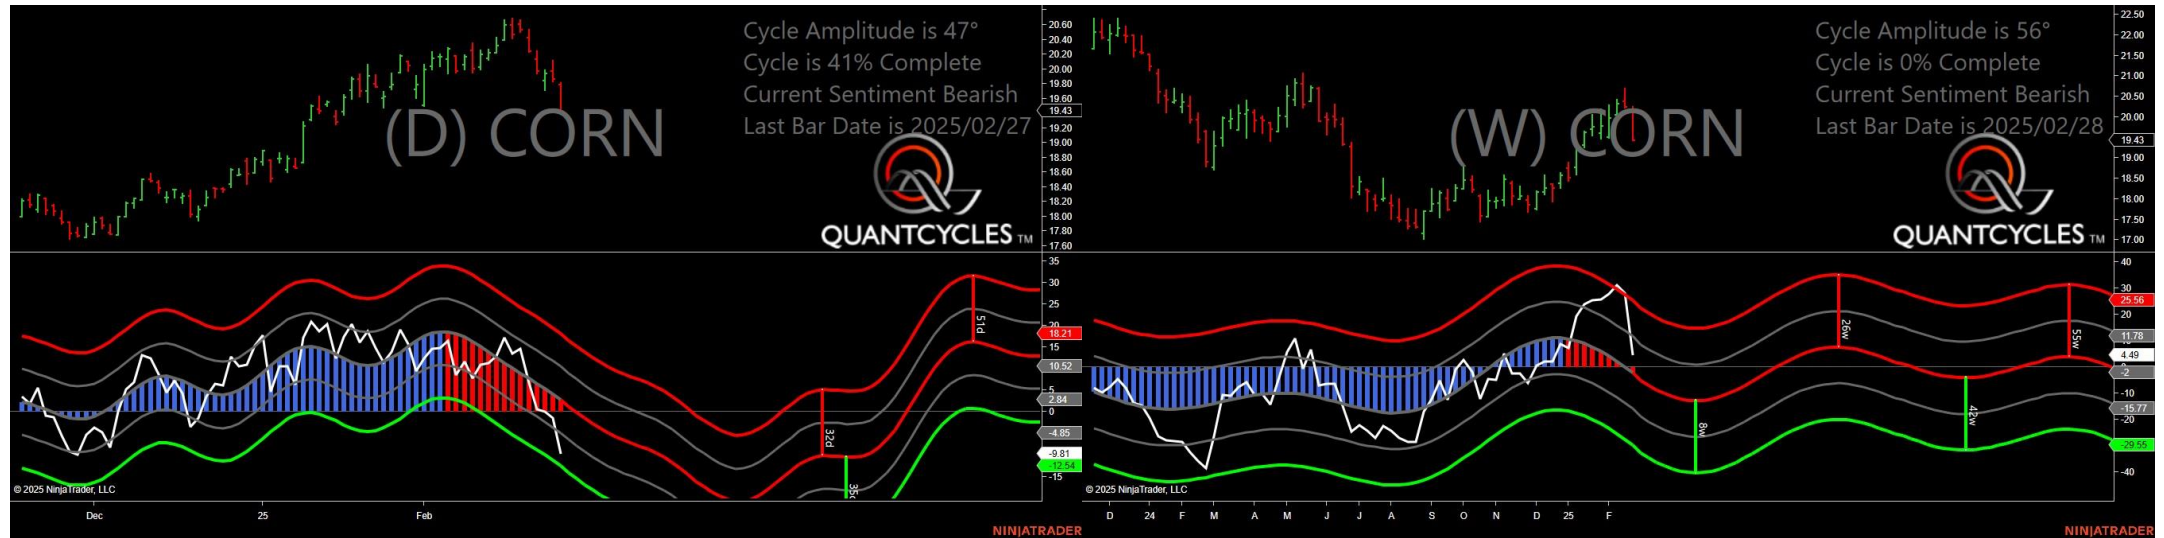 Cycle Amplitude is 47°
Cycle is 41% Complete
Current Sentiment Bearish
Last Bar Date is 2025/02/27
(D) CORN
QUANTCYCLES TM
20.60
20.40
20.20
20.00
19.80
19.60
19.43
19.20
19.00
18.80
18.60
18.40
18.20
18.00
17.80
17.60
35
30
25
20
18.21
15
10.52
5
2.84
0
-4.85
-9.81
-12.54
-15
51d
32d
© 2025 NinjaTrader, LLC
Dec 25 Feb
NINJATRADER
Cycle Amplitude is 56°
Cycle is 0% Complete
Current Sentiment Bearish
Last Bar Date is 2025/02/28
(W) CORN
QUANTCYCLES TM
22.50
22.00
21.50
21.00
20.50
20.00
19.43
19.00
18.50
18.00
17.50
17.00
40
30
25.56
20
11.78
4.49
-2
-10
-15.77
-20
-29.55
-40
26w
55w
8w
42w
© 2025 NinjaTrader, LLC
D 24 F M A M J J A S O N D 25 F
NINJATRADER